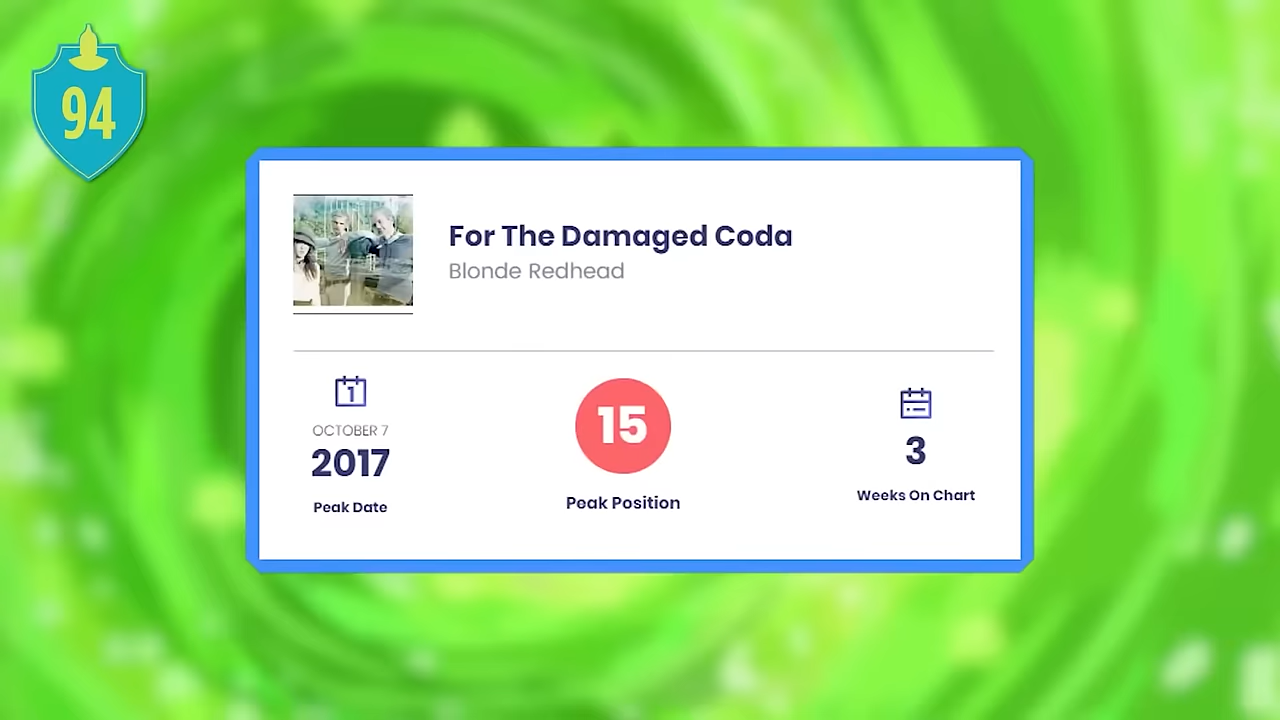 94
For The Damaged Coda
Blonde Redhead
1
OCTOBER 7
2017
Peak Date
15
Peak Position
3
Weeks On Chart